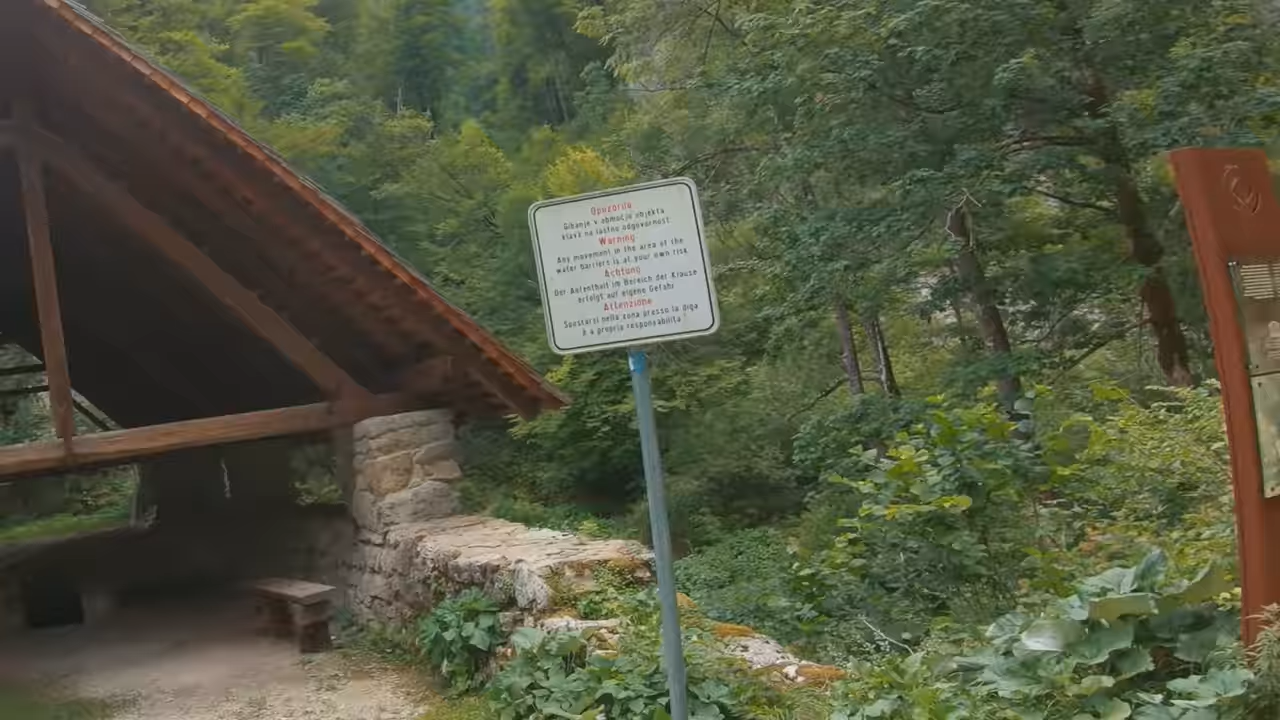 Opozorilo
Gibanje v območju objekta
klavž na lastno odgovornost
Warning
Any movement in the area of the
water barriers is at your own risk
Achtung
Der Aufenthalt im Bereich der Krause
erfolgt auf eigene Gefahr
Attenzione
Spostarsi nella zona presso la diga
è a propria responsabilità